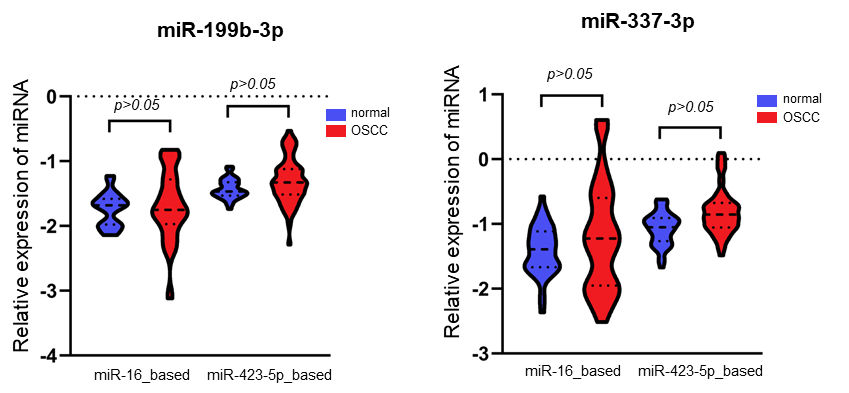 miR-199b-3p
Relative expression of miRNA
0
-1
-2
-3
-4
p>0.05
p>0.05
normal
OSCC
miR-16_based
miR-423-5p_based
miR-337-3p
Relative expression of miRNA
1
0
-1
-2
-3
p>0.05
p>0.05
normal
OSCC
miR-16_based
miR-423-5p_based